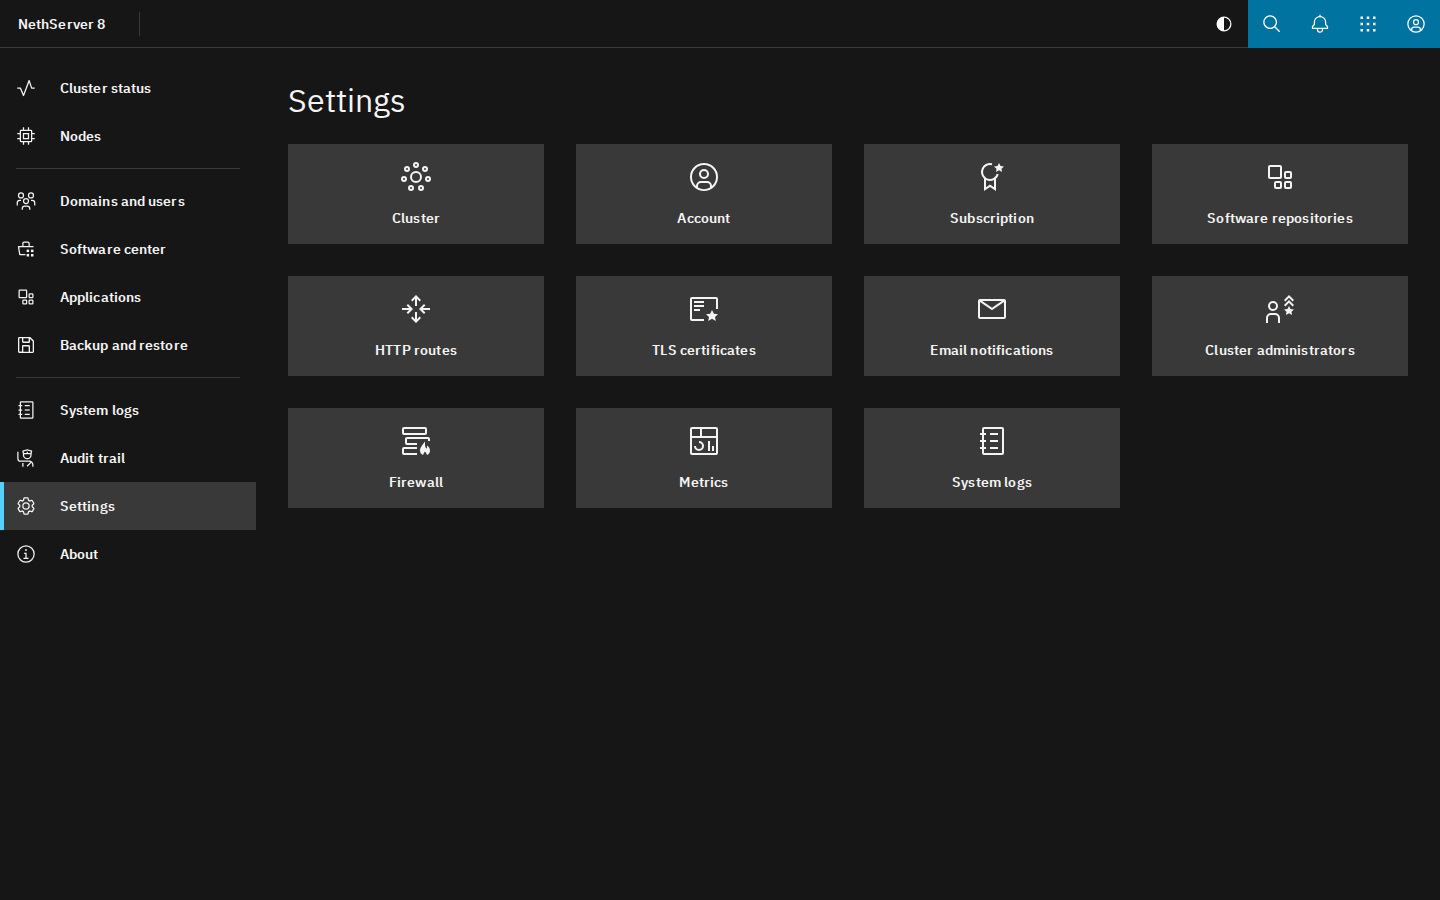 NethServer 8
Cluster status
Nodes
Domains and users
Software center
Applications
Backup and restore
System logs
Audit trail
Settings
About
Settings
Cluster
Account
Subscription
Software repositories
HTTP routes
TLS certificates
Email notifications
Cluster administrators
Firewall
Metrics
System logs